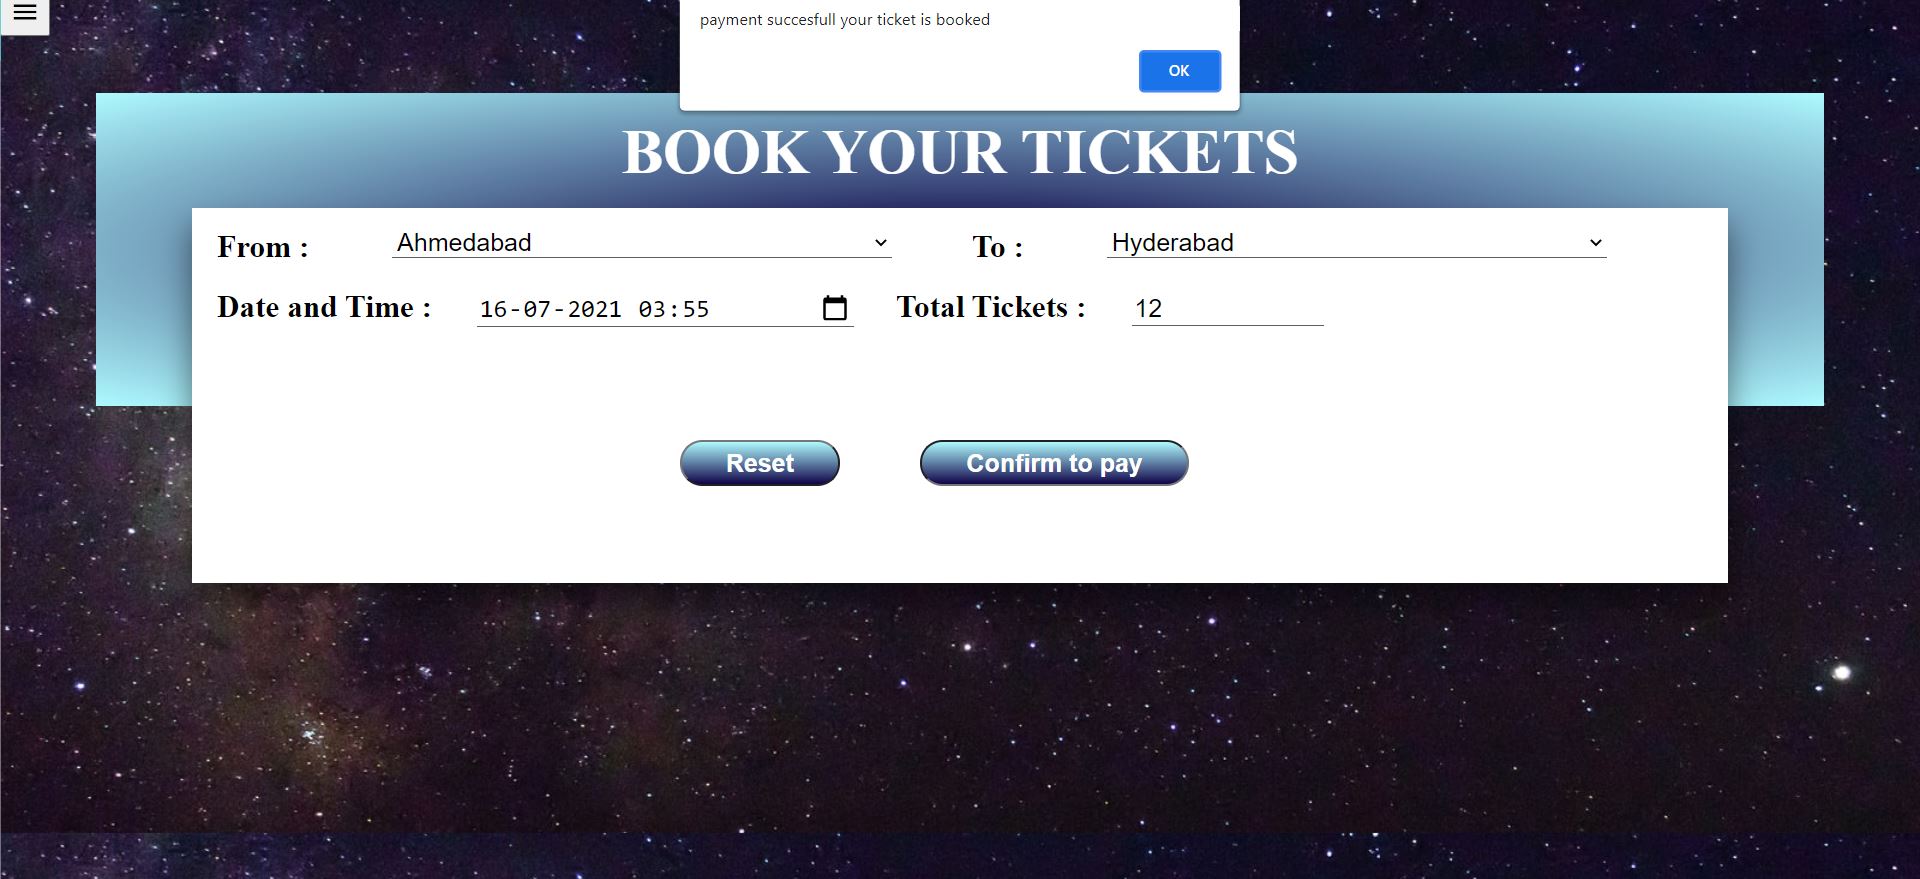 payment succesfull your ticket is booked
OK
BOOK YOUR TICKETS
From : Ahmedabad To : Hyderabad
Date and Time : 16-07-2021 03:55 Total Tickets : 12
Reset Confirm to pay